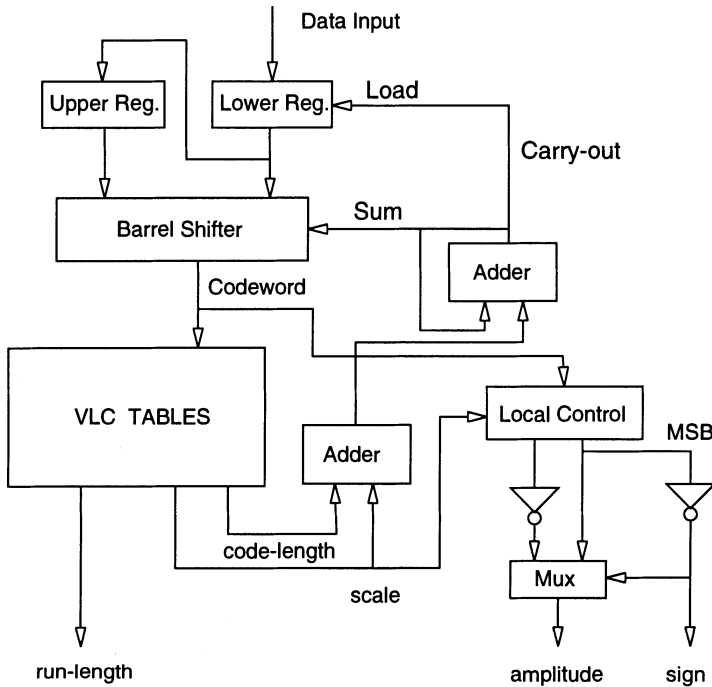 Data Input
Upper Reg.
Lower Reg.
Load
Carry-out
Barrel Shifter
Sum
Adder
Codeword
VLC TABLES
Local Control
MSB
Adder
code-length
Mux
scale
run-length
amplitude
sign